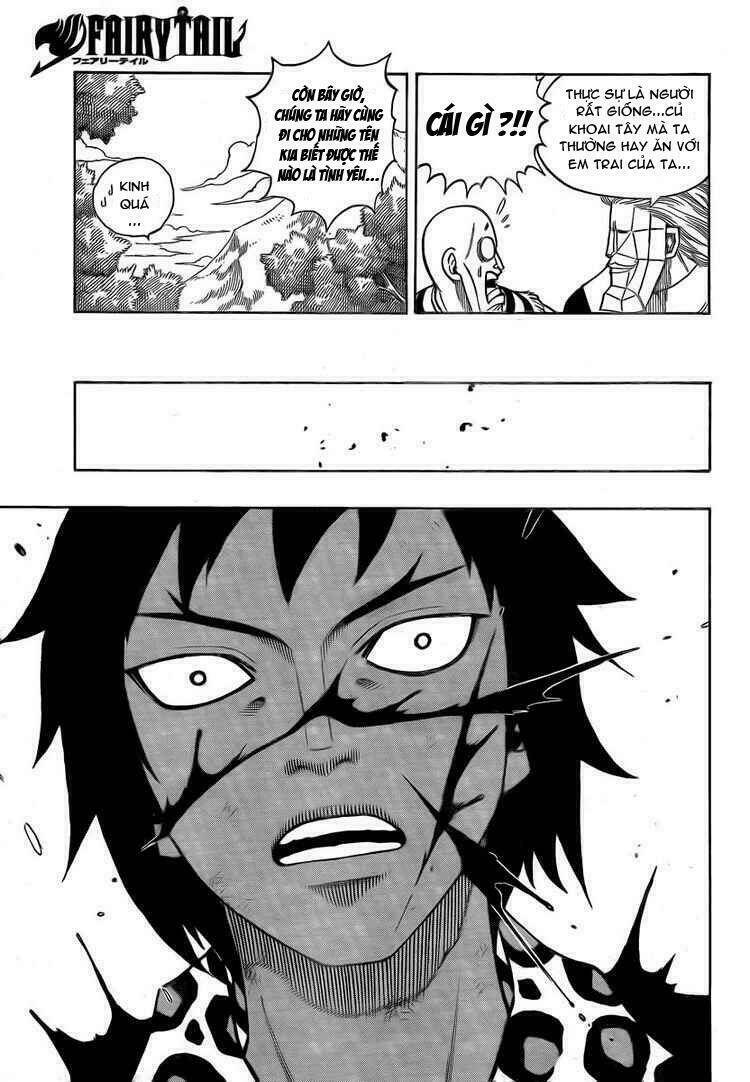 FAIRY TAIL
フェアリーテイル
THỰC SỰ LÀ NGƯỜI
RẤT GIỐNG...CỦ
KHOAI TÂY MÀ TA
THƯỜNG HAY ĂN VỚI
EM TRAI CỦA TA...
CÁI GÌ ?!!
CÒN BÂY GIỜ,
CHÚNG TA HÃY CÙNG
ĐI CHO NHỮNG TÊN
KIA BIẾT ĐƯỢC THẾ
NÀO LÀ TÌNH YÊU...
KINH
QUÁ
...